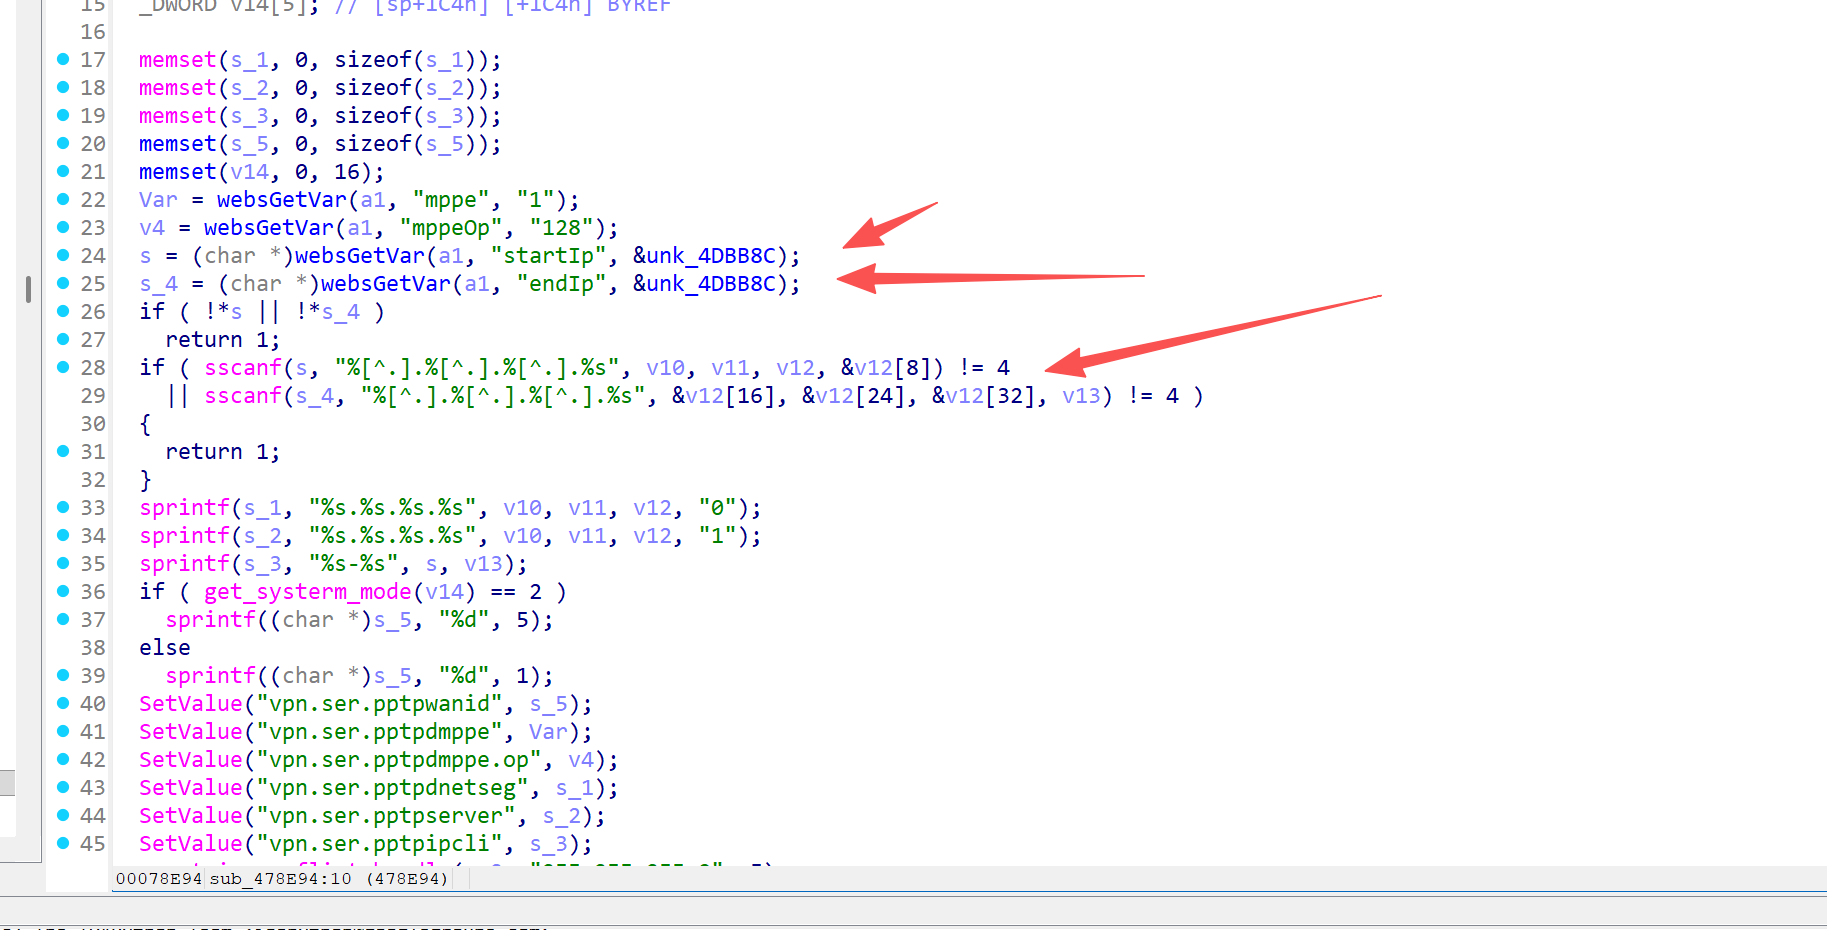 15 _DWORD v14[5]; // [sp+1C4h] [+1C4h] BYREF
16
17 memset(s_1, 0, sizeof(s_1));
18 memset(s_2, 0, sizeof(s_2));
19 memset(s_3, 0, sizeof(s_3));
20 memset(s_5, 0, sizeof(s_5));
21 memset(v14, 0, 16);
22 Var = websGetVar(a1, "mppe", "1");
23 v4 = websGetVar(a1, "mppeOp", "128");
24 s = (char *)websGetVar(a1, "startIp", &unk_4DBB8C);
25 s_4 = (char *)websGetVar(a1, "endIp", &unk_4DBB8C);
26 if ( !*s || !*s_4 )
27 return 1;
28 if ( sscanf(s, "%[^.].%[^.].%[^.].%s", v10, v11, v12, &v12[8]) != 4
29 || sscanf(s_4, "%[^.].%[^.].%[^.].%s", &v12[16], &v12[24], &v12[32], v13) != 4 )
30 {
31 return 1;
32 }
33 sprintf(s_1, "%s.%s.%s.%s", v10, v11, v12, "0");
34 sprintf(s_2, "%s.%s.%s.%s", v10, v11, v12, "1");
35 sprintf(s_3, "%s-%s", s, v13);
36 if ( get_systerm_mode(v14) == 2 )
37 sprintf((char *)s_5, "%d", 5);
38 else
39 sprintf((char *)s_5, "%d", 1);
40 SetValue("vpn.ser.pptpwanid", s_5);
41 SetValue("vpn.ser.pptpdmppe", Var);
42 SetValue("vpn.ser.pptpdmppe.op", v4);
43 SetValue("vpn.ser.pptpdnetseg", s_1);
44 SetValue("vpn.ser.pptpserver", s_2);
45 SetValue("vpn.ser.pptpipcli", s_3);
00078E94 sub_478E94:10 (478E94)